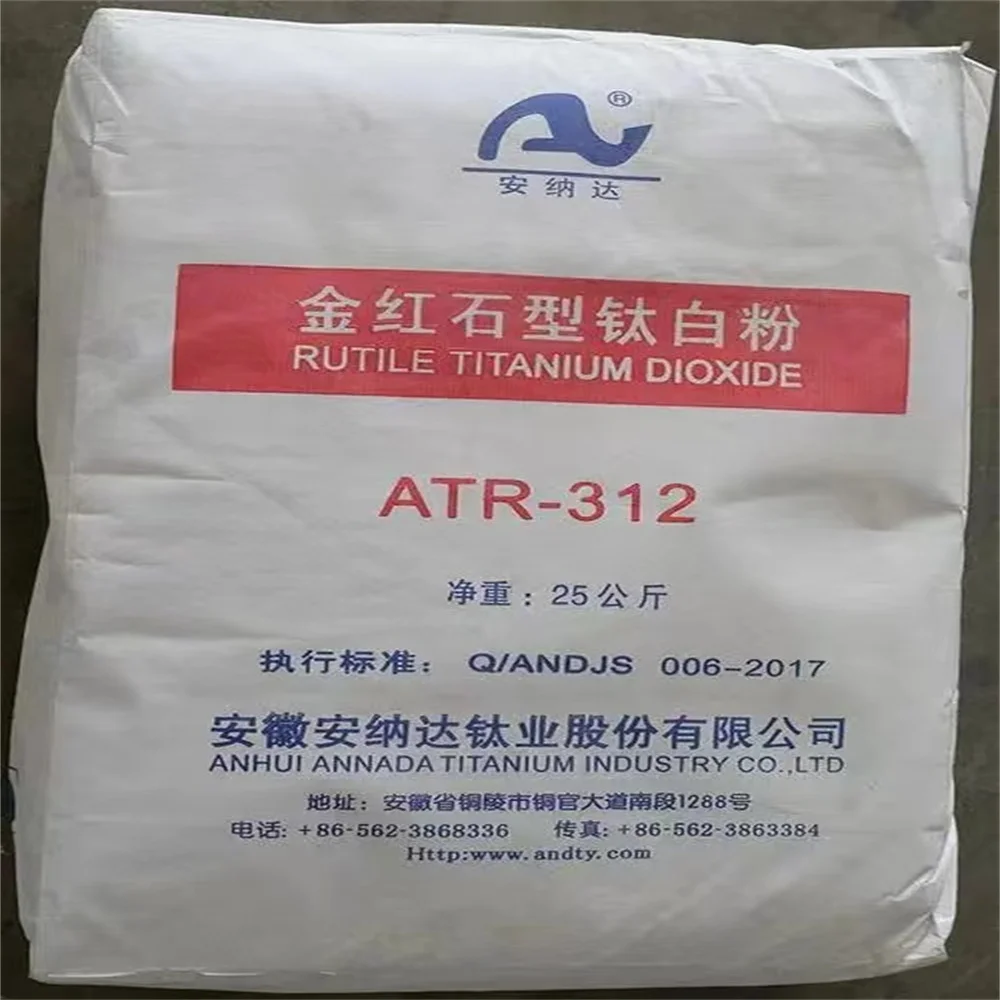 ®
安纳达
金红石型钛白粉
RUTILE TITANIUM DIOXIDE
ATR-312
净重：25公斤
执行标准： Q/ANDJS 006-2017
安徽安纳达钛业股份有限公司
ANHUI ANNADA TITANIUM INDUSTRY CO.,LTD
地址：安徽省铜陵市铜官大道南段1288号
电话: +86-562-3868336 传真: +86-562-3863384
Http:www.andty.com